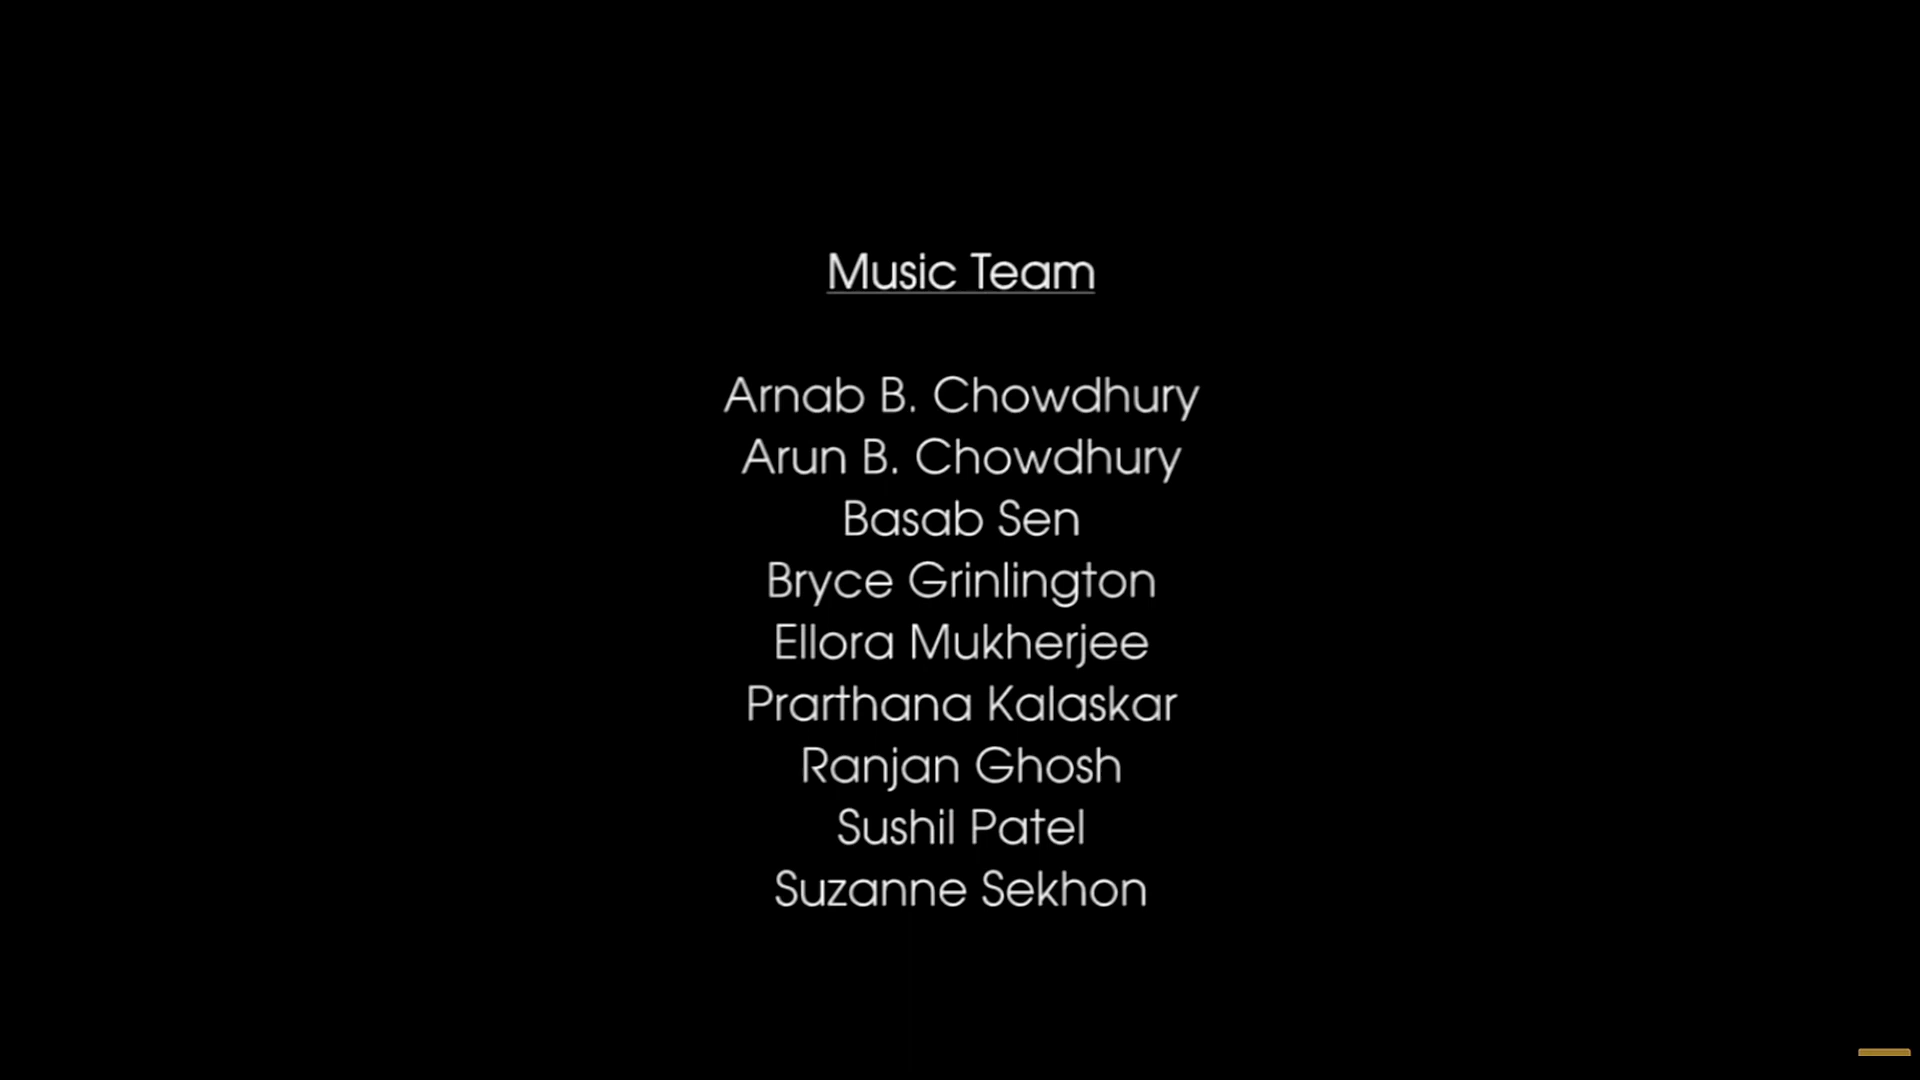 Music Team
Arnab B. Chowdhury
Arun B. Chowdhury
Basab Sen
Bryce Grinlington
Ellora Mukherjee
Prarthana Kalaskar
Ranjan Ghosh
Sushil Patel
Suzanne Sekhon